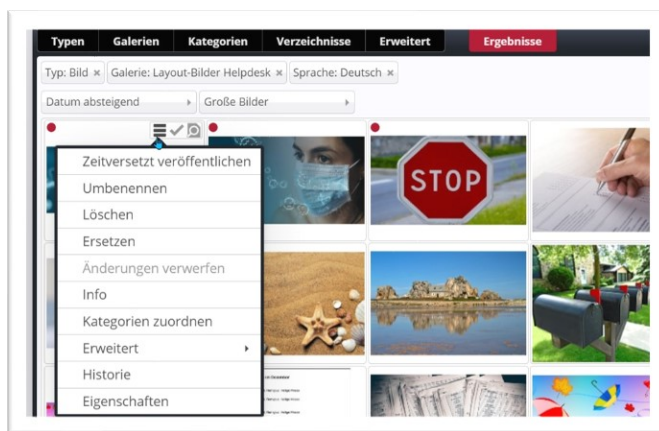 Typen Galerien Kategorien Verzeichnisse Erweitert Ergebnisse
Typ: Bild × Galerie: Layout-Bilder Helpdesk × Sprache: Deutsch ×
Datum absteigend Große Bilder
Zeitversetzt veröffentlichen
Umbenennen
Löschen
Ersetzen
Änderungen verwerfen
Info
Kategorien zuordnen
Erweitert
Historie
Eigenschaften
STOP